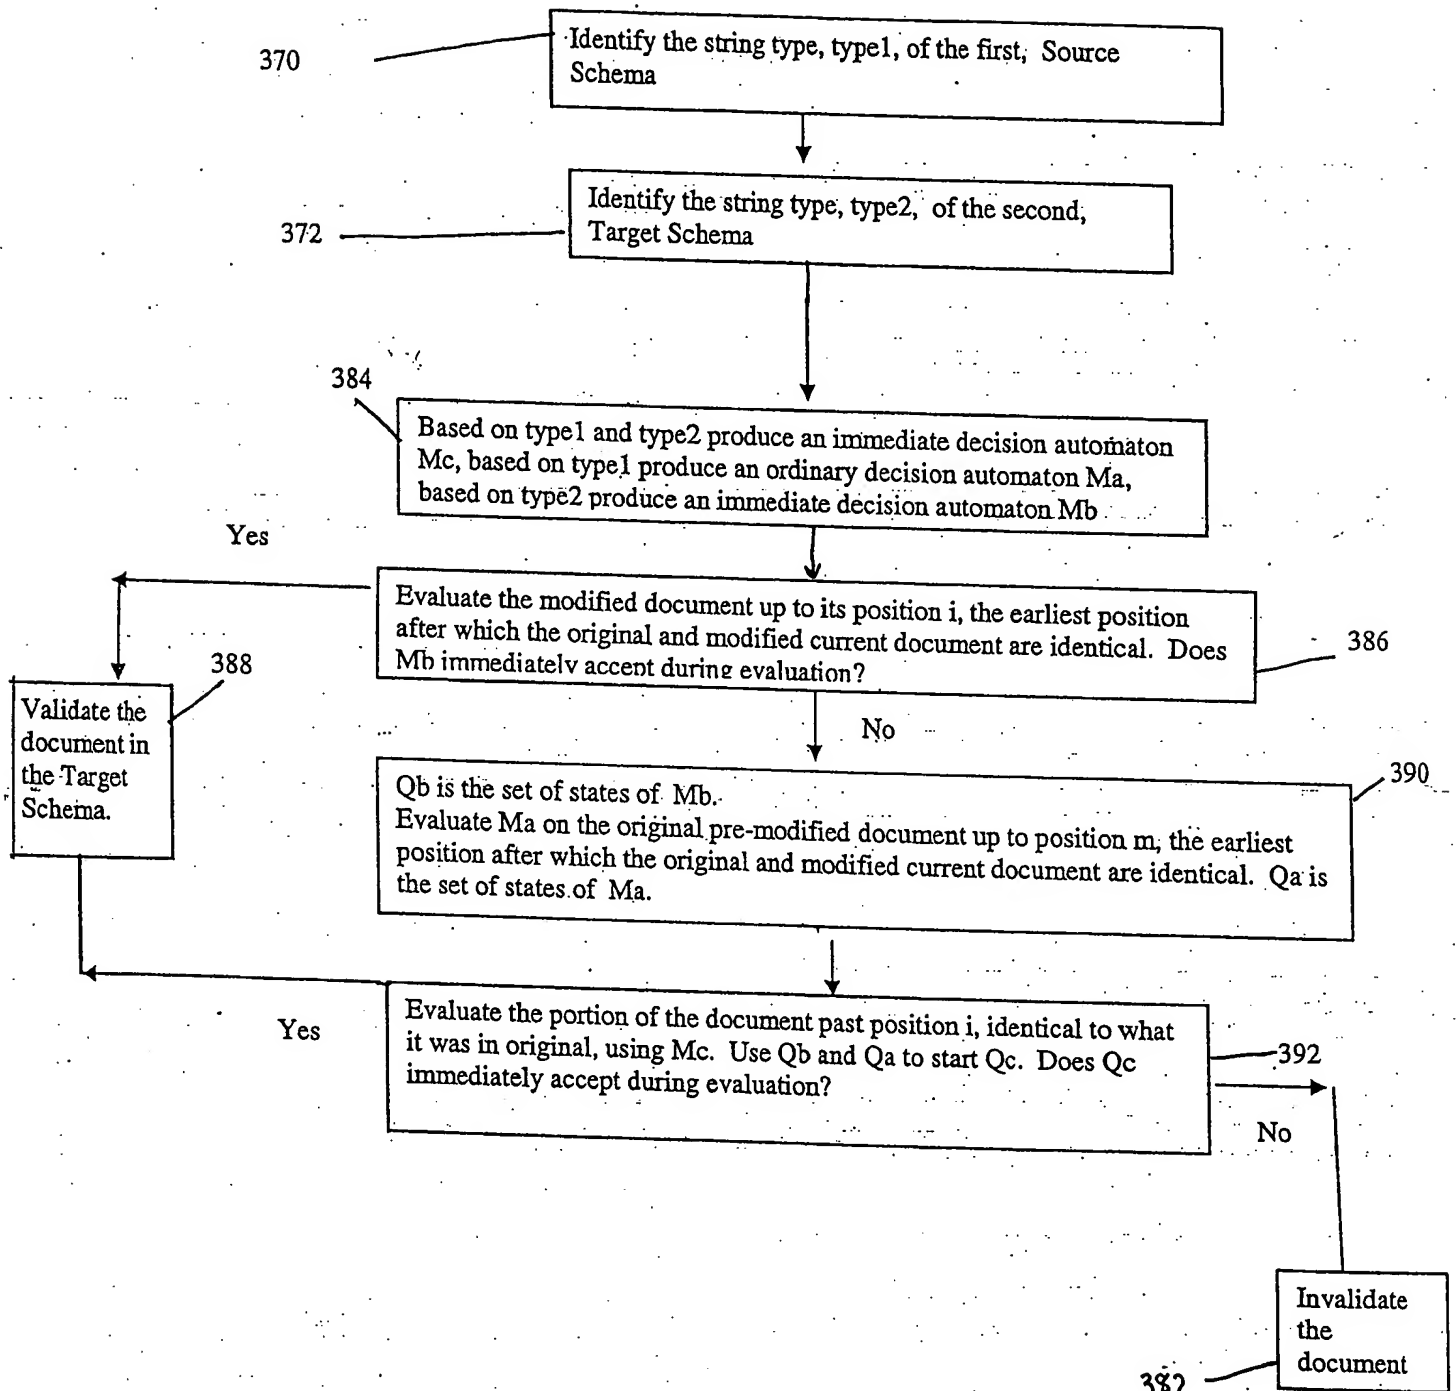 370
Identify the string type, type1, of the first, Source
Schema
372
Identify the string type, type2, of the second,
Target Schema
384
Based on type1 and type2 produce an immediate decision automaton
Mc, based on type1 produce an ordinary decision automaton Ma,
based on type2 produce an immediate decision automaton Mb
Yes
Evaluate the modified document up to its position i, the earliest position
after which the original and modified current document are identical. Does
Mb immediately accept during evaluation?
386
388
Validate the
document in
the Target
Schema.
No
390
Qb is the set of states of Mb.
Evaluate Ma on the original pre-modified document up to position m, the earliest
position after which the original and modified current document are identical. Qa is
the set of states of Ma.
Yes
Evaluate the portion of the document past position i, identical to what
it was in original, using Mc. Use Qb and Qa to start Qc. Does Qc
immediately accept during evaluation?
392
No
Invalidate
the
document
382